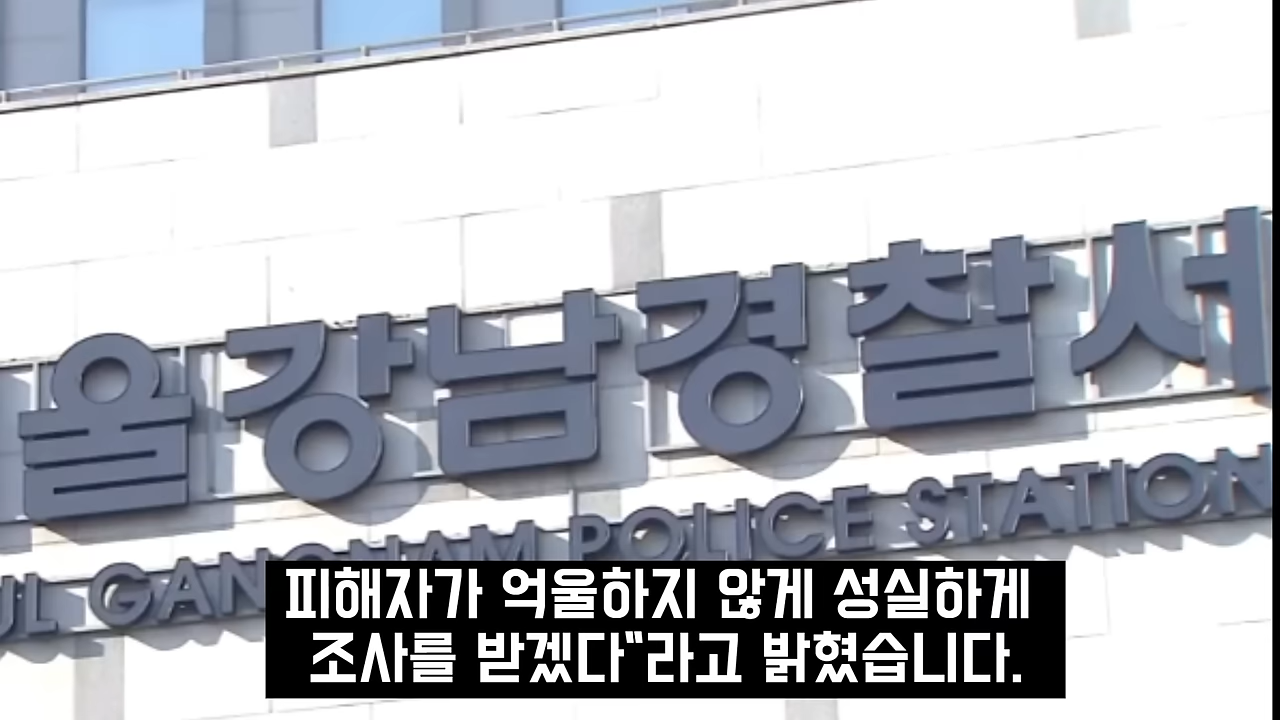 울강남경찰서
UL GANGNAM POLICE STATION
피해자가 억울하지 않게 성실하게
조사를 받겠다“라고 밝혔습니다.